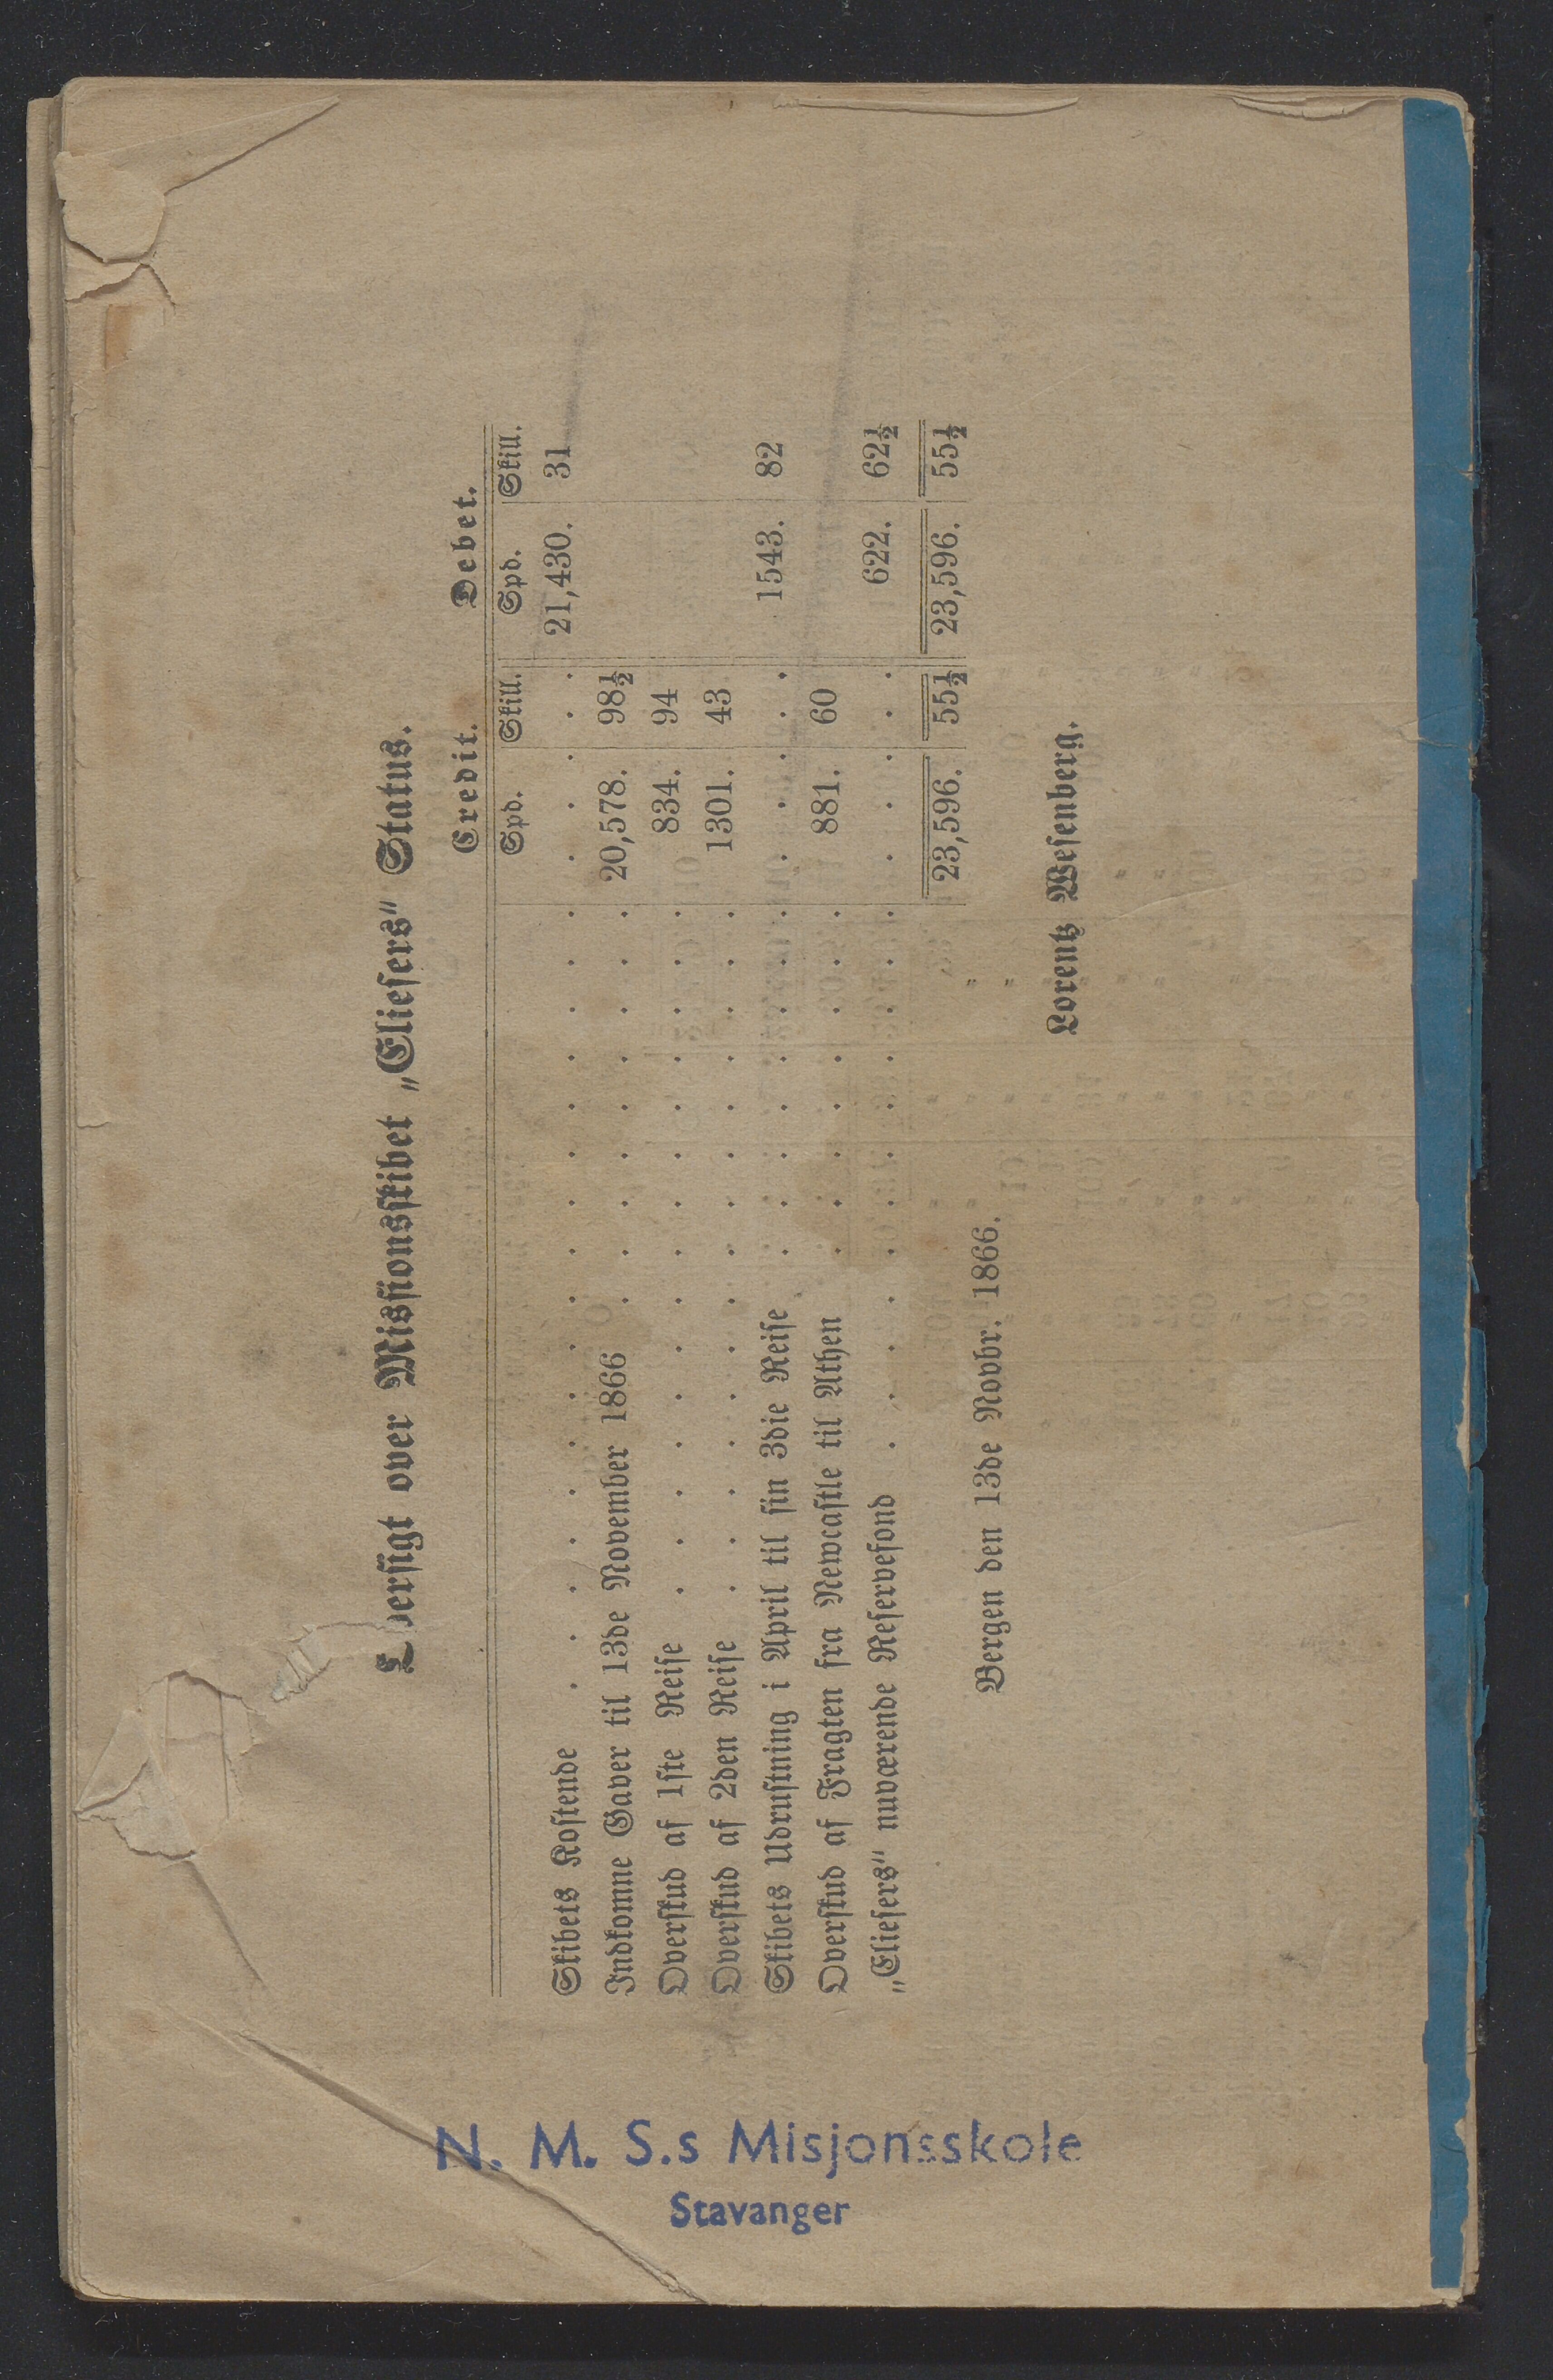 Oversigt over Missionsskibet „Eliesers" Status.
Credit. Debet.
Spd. Skill. Spd. Skill.
Skibets Kostende . . . . . . . . . . . . . . . . . . . . . . 21,430. 31
Indkomne Gaver til 13de November 1866 . . . . . . . . . 20,578. 98½
Overskud af 1ste Reise . . . . . . . . . . . . . . . 834. 94
Overskud af 2den Reise . . . . . . . . . . . . . . . 1301. 43
Skibets Udrustning i April til sin 3die Reise . . . . . . . . . . . . . 1543. 82
Overskud af Fragten fra Newcastle til Athen . . . . . . . . 881. 60
„Eliesers" nuværende Reservefond . . . . . . . . . . . . . . . . . 622. 62½
23,596. 55½ 23,596. 55½
Bergen den 13de Novbr. 1866.
Lorentz Wesenberg.
N. M. S.s Misjonsskole
Stavanger